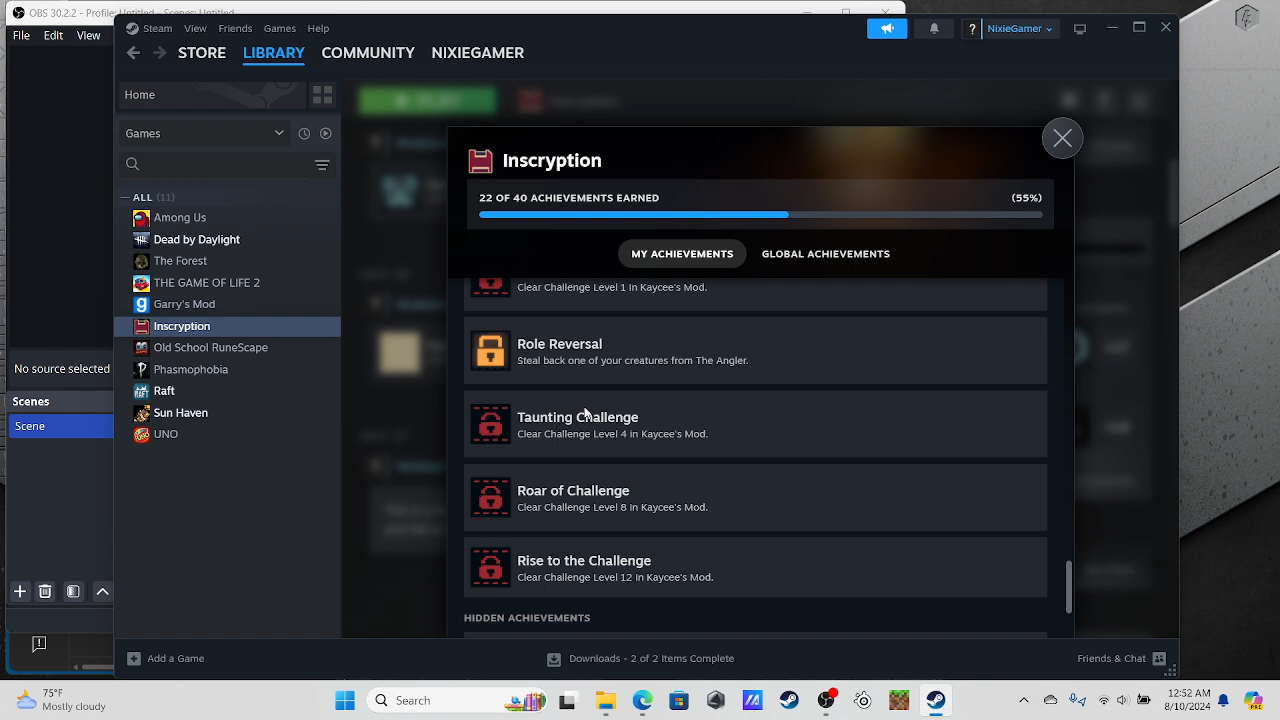 OBS 30.2.2 - Profile: Untitled - Scenes: Untitled
File Edit View
Steam View Friends Games Help
? NixieGamer
STORE LIBRARY COMMUNITY NIXIEGAMER
Home
Games
ALL (11)
Among Us
Dead by Daylight
The Forest
THE GAME OF LIFE 2
Garry's Mod
Inscryption
Old School RuneScape
Phasmophobia
Raft
Sun Haven
UNO
Inscryption
22 OF 40 ACHIEVEMENTS EARNED (55%)
MY ACHIEVEMENTS GLOBAL ACHIEVEMENTS
Clear Challenge Level 1 in Kaycee's Mod.
Role Reversal
Steal back one of your creatures from The Angler.
Taunting Challenge
Clear Challenge Level 4 in Kaycee's Mod.
Roar of Challenge
Clear Challenge Level 8 in Kaycee's Mod.
Rise to the Challenge
Clear Challenge Level 12 in Kaycee's Mod.
HIDDEN ACHIEVEMENTS
No source selected
Scenes
Scene
Add a Game
Downloads - 2 of 2 Items Complete
Friends & Chat
75°F
Mostly cloudy
Search
12:52 AM
8/10/2024